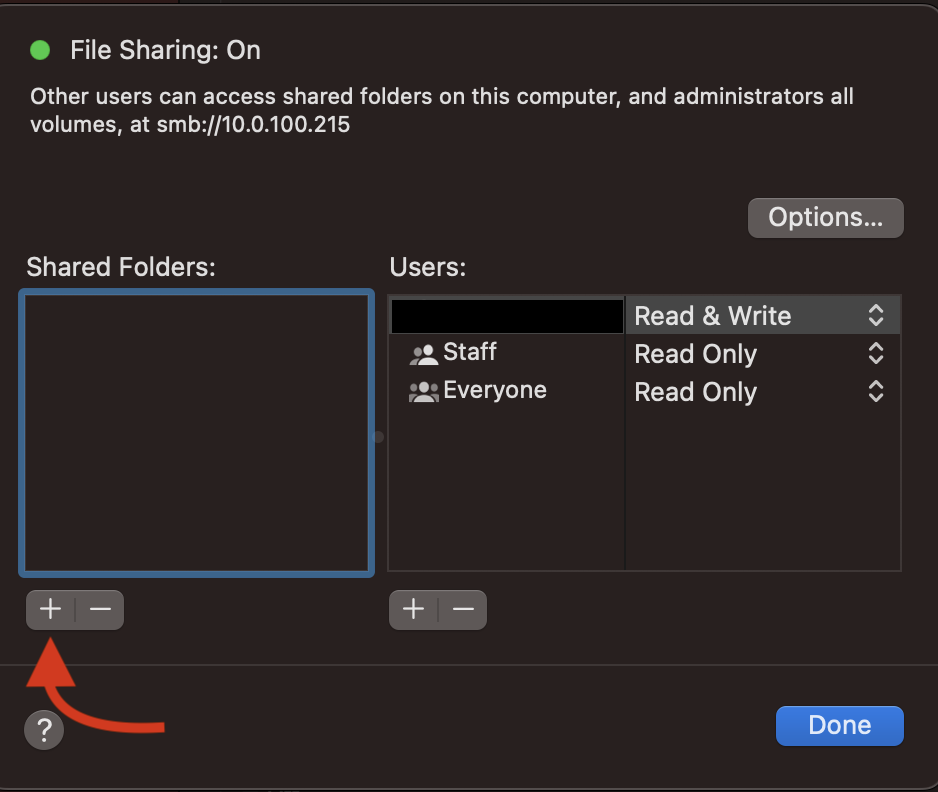 File Sharing: On
Other users can access shared folders on this computer, and administrators all
volumes, at smb://10.0.100.215
Options...
Shared Folders:
Users:
Read & Write
Staff
Read Only
Everyone
Read Only
+ −
+ −
?
Done